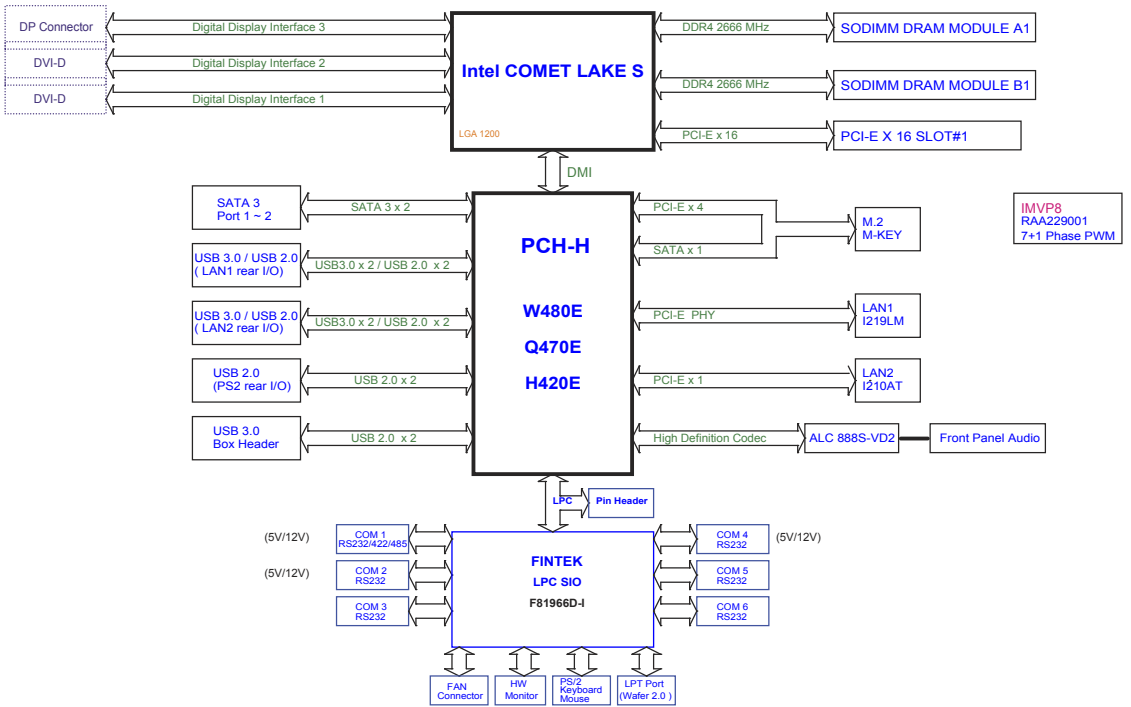 DP Connector
Digital Display Interface 3
DVI-D
Digital Display Interface 2
DVI-D
Digital Display Interface 1
Intel COMET LAKE S
LGA 1200
DDR4 2666 MHz
SODIMM DRAM MODULE A1
DDR4 2666 MHz
SODIMM DRAM MODULE B1
PCI-E x 16
PCI-E X 16 SLOT#1
DMI
SATA 3
Port 1 ~ 2
SATA 3 x 2
USB 3.0 / USB 2.0
( LAN1 rear I/O)
USB3.0 x 2 / USB 2.0 x 2
USB 3.0 / USB 2.0
( LAN2 rear I/O)
USB3.0 x 2 / USB 2.0 x 2
USB 2.0
(PS2 rear I/O)
USB 2.0 x 2
USB 3.0
Box Header
USB 2.0 x 2
PCH-H
W480E
Q470E
H420E
PCI-E x 4
SATA x 1
M.2
M-KEY
IMVP8
RAA229001
7+1 Phase PWM
PCI-E PHY
LAN1
I219LM
PCI-E x 1
LAN2
I210AT
High Definition Codec
ALC 888S-VD2
Front Panel Audio
LPC
Pin Header
(5V/12V)
COM 1
RS232/422/485
(5V/12V)
COM 2
RS232
COM 3
RS232
FINTEK
LPC SIO
F81966D-I
COM 4
RS232
(5V/12V)
COM 5
RS232
COM 6
RS232
FAN
Connector
HW
Monitor
PS/2
Keyboard
Mouse
LPT Port
(Wafer 2.0 )